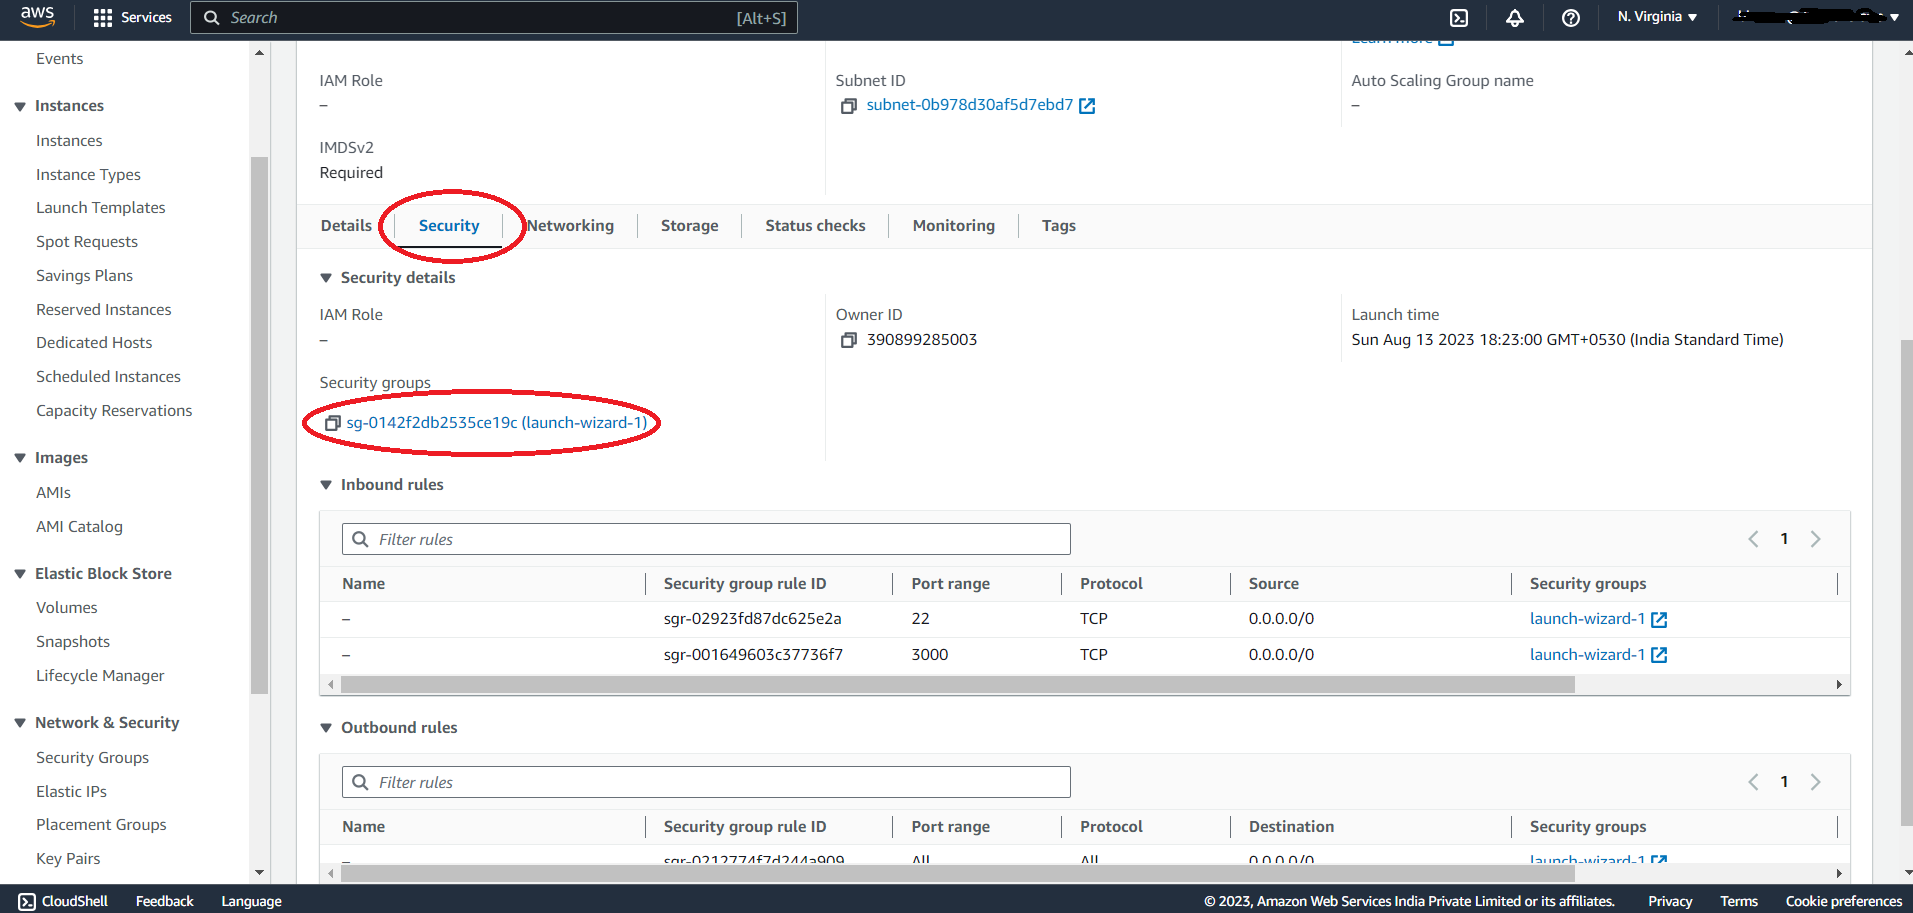 aws Services Search [Alt+S] N. Virginia
Events
Instances
Instances
Instance Types
Launch Templates
Spot Requests
Savings Plans
Reserved Instances
Dedicated Hosts
Scheduled Instances
Capacity Reservations
Images
AMIs
AMI Catalog
Elastic Block Store
Volumes
Snapshots
Lifecycle Manager
Network & Security
Security Groups
Elastic IPs
Placement Groups
Key Pairs
Learn more
IAM Role Subnet ID Auto Scaling Group name
– subnet-0b978d30af5d7ebd7 –
IMDSv2
Required
Details Security Networking Storage Status checks Monitoring Tags
Security details
IAM Role Owner ID Launch time
– 390899285003 Sun Aug 13 2023 18:23:00 GMT+0530 (India Standard Time)
Security groups
sg-0142f2db2535ce19c (launch-wizard-1)
Inbound rules
Filter rules 1
Name Security group rule ID Port range Protocol Source Security groups
– sgr-02923fd87dc625e2a 22 TCP 0.0.0.0/0 launch-wizard-1
– sgr-001649603c37736f7 3000 TCP 0.0.0.0/0 launch-wizard-1
Outbound rules
Filter rules 1
Name Security group rule ID Port range Protocol Destination Security groups
– sgr-0212774f7d244a909 All All 0.0.0.0/0 launch-wizard-1
CloudShell Feedback Language © 2023, Amazon Web Services India Private Limited or its affiliates. Privacy Terms Cookie preferences